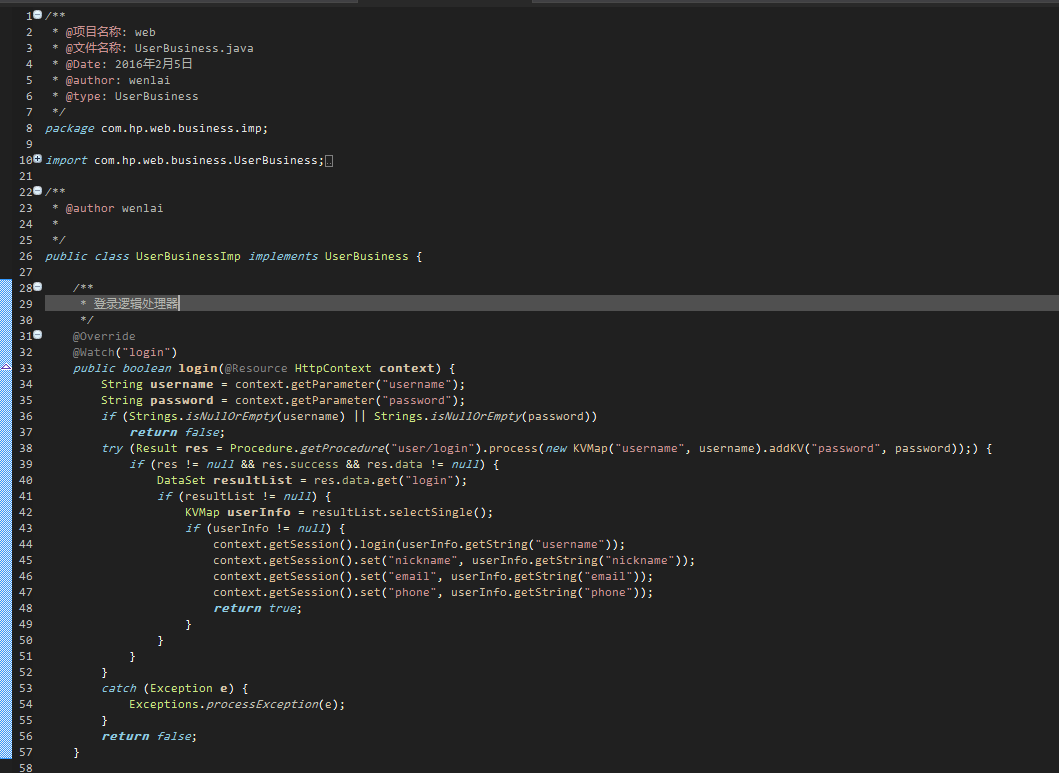 1 /**
2  * @项目名称: web
3  * @文件名称: UserBusiness.java
4  * @Date: 2016年2月5日
5  * @author: wenlai
6  * @type: UserBusiness
7  */
8 package com.hp.web.business.imp;
9
10 import com.hp.web.business.UserBusiness;
21
22 /**
23  * @author wenlai
24  *
25  */
26 public class UserBusinessImp implements UserBusiness {
27
28     /**
29      * 登录逻辑处理器
30      */
31     @Override
32     @Watch("login")
33     public boolean login(@Resource HttpContext context) {
34         String username = context.getParameter("username");
35         String password = context.getParameter("password");
36         if (Strings.isNullOrEmpty(username) || Strings.isNullOrEmpty(password))
37             return false;
38         try (Result res = Procedure.getProcedure("user/login").process(new KVMap("username", username).addKV("password", password));) {
39             if (res != null && res.success && res.data != null) {
40                 DataSet resultList = res.data.get("login");
41                 if (resultList != null) {
42                     KVMap userInfo = resultList.selectSingle();
43                     if (userInfo != null) {
44                         context.getSession().login(userInfo.getString("username"));
45                         context.getSession().set("nickname", userInfo.getString("nickname"));
46                         context.getSession().set("email", userInfo.getString("email"));
47                         context.getSession().set("phone", userInfo.getString("phone"));
48                         return true;
49                     }
50                 }
51             }
52         }
53         catch (Exception e) {
54             Exceptions.processException(e);
55         }
56         return false;
57     }
58